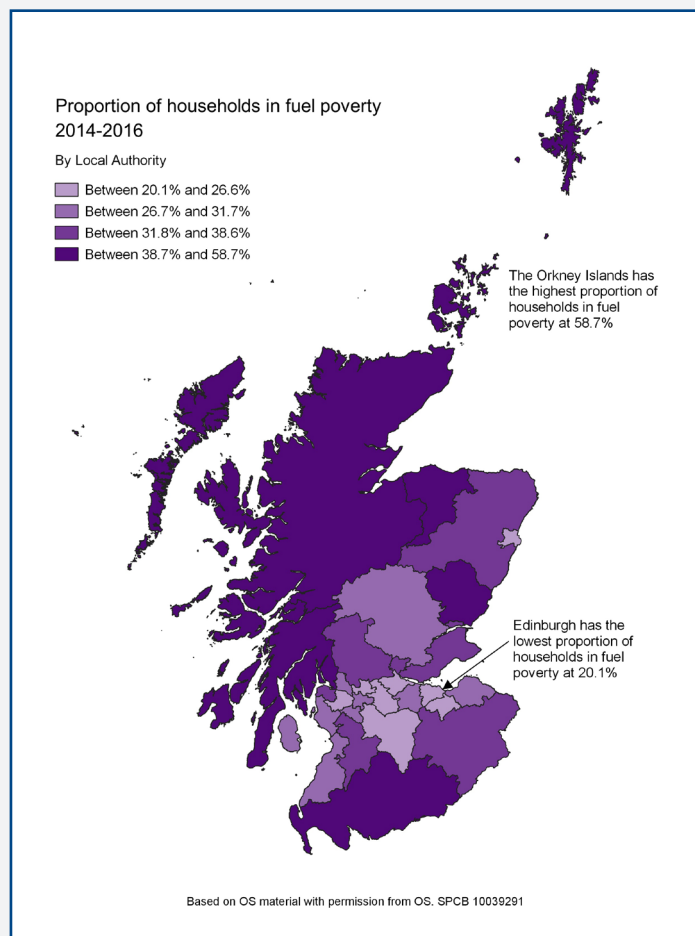 Proportion of households in fuel poverty
2014-2016
By Local Authority
Between 20.1% and 26.6%
Between 26.7% and 31.7%
Between 31.8% and 38.6%
Between 38.7% and 58.7%
The Orkney Islands has
the highest proportion of
households in fuel
poverty at 58.7%
Edinburgh has the
lowest proportion of
households in fuel
poverty at 20.1%
Based on OS material with permission from OS. SPCB 10039291